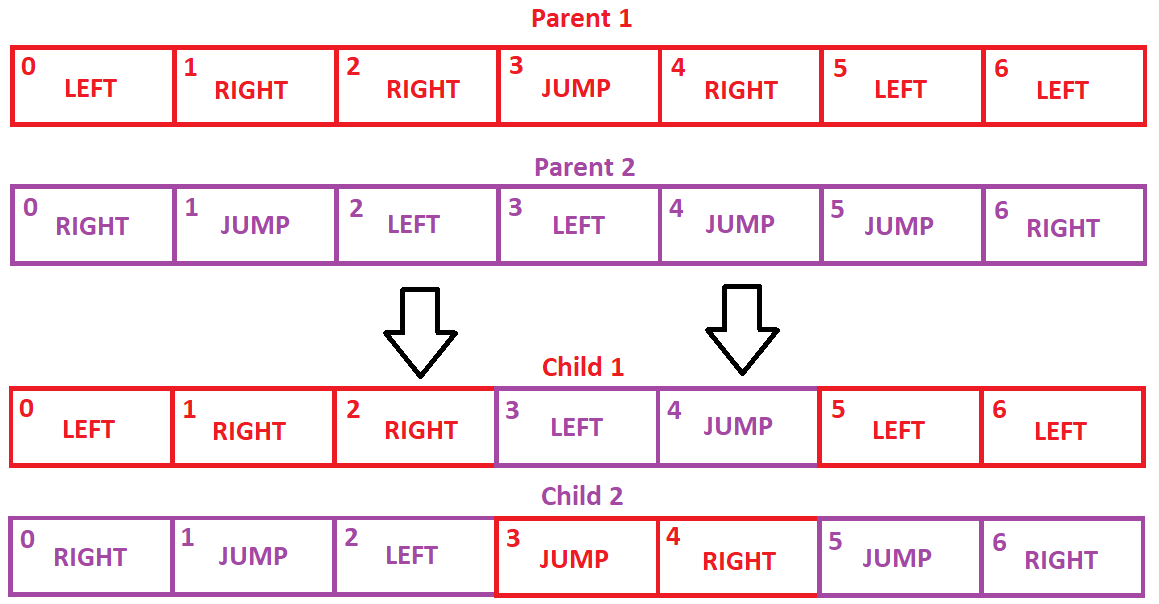 Parent 1
0 LEFT 1 RIGHT 2 RIGHT 3 JUMP 4 RIGHT 5 LEFT 6 LEFT
Parent 2
0 RIGHT 1 JUMP 2 LEFT 3 LEFT 4 JUMP 5 JUMP 6 RIGHT
Child 1
0 LEFT 1 RIGHT 2 RIGHT 3 LEFT 4 JUMP 5 LEFT 6 LEFT
Child 2
0 RIGHT 1 JUMP 2 LEFT 3 JUMP 4 RIGHT 5 JUMP 6 RIGHT